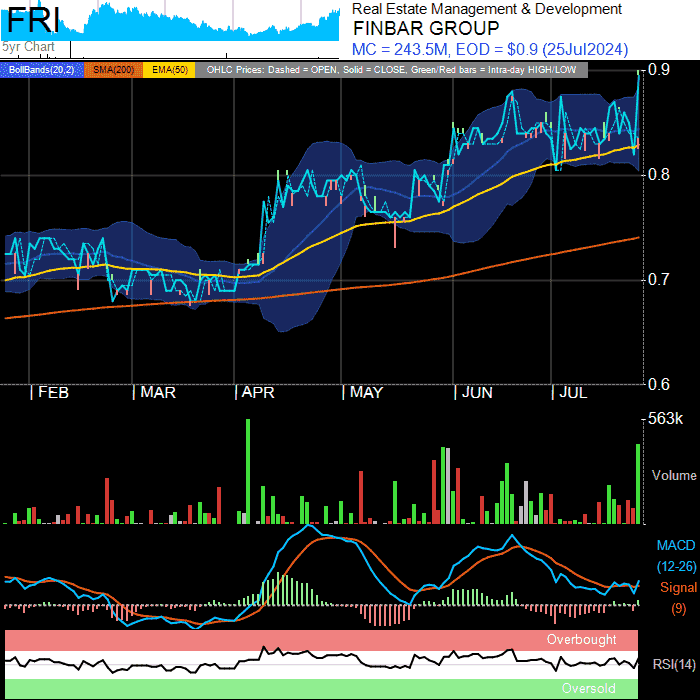 FRI
5yr Chart
Real Estate Management & Development
FINBAR GROUP
MC = 243.5M, EOD = $0.9 (25Jul2024)
BollBands(20,2) SMA(200) EMA(50) OHLC Prices: Dashed = OPEN, Solid = CLOSE, Green/Red bars = Intra-day HIGH/LOW
0.9
0.8
0.7
0.6
| FEB | MAR | APR | MAY | JUN | JUL
563k
Volume
MACD
(12-26)
Signal
(9)
Overbought
RSI(14)
Oversold